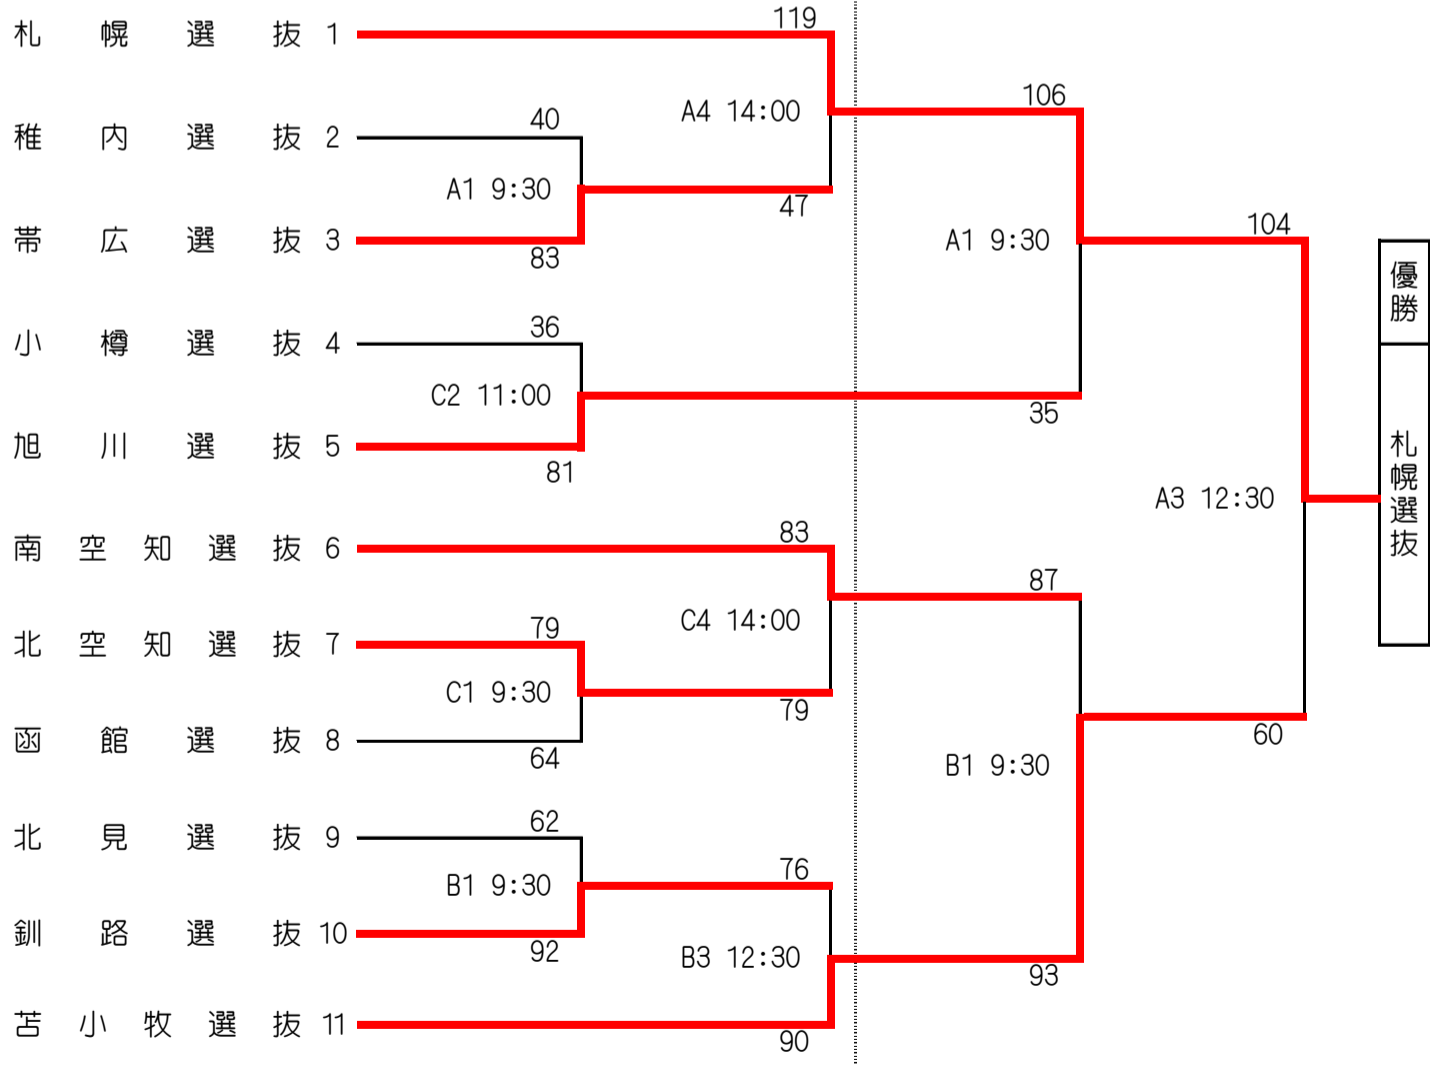 119
札幌選抜 1
106
A4 14:00
40
稚内選抜 2
A1 9:30
47
104
帯広選抜 3
A1 9:30
83
優勝
36
小樽選抜 4
C2 11:00
35
旭川選抜 5
81
札幌選抜
A3 12:30
83
南空知選抜 6
87
C4 14:00
79
北空知選抜 7
C1 9:30
79
60
函館選抜 8
64
B1 9:30
62
北見選抜 9
76
B1 9:30
釧路選抜 10
92
B3 12:30
93
苫小牧選抜 11
90